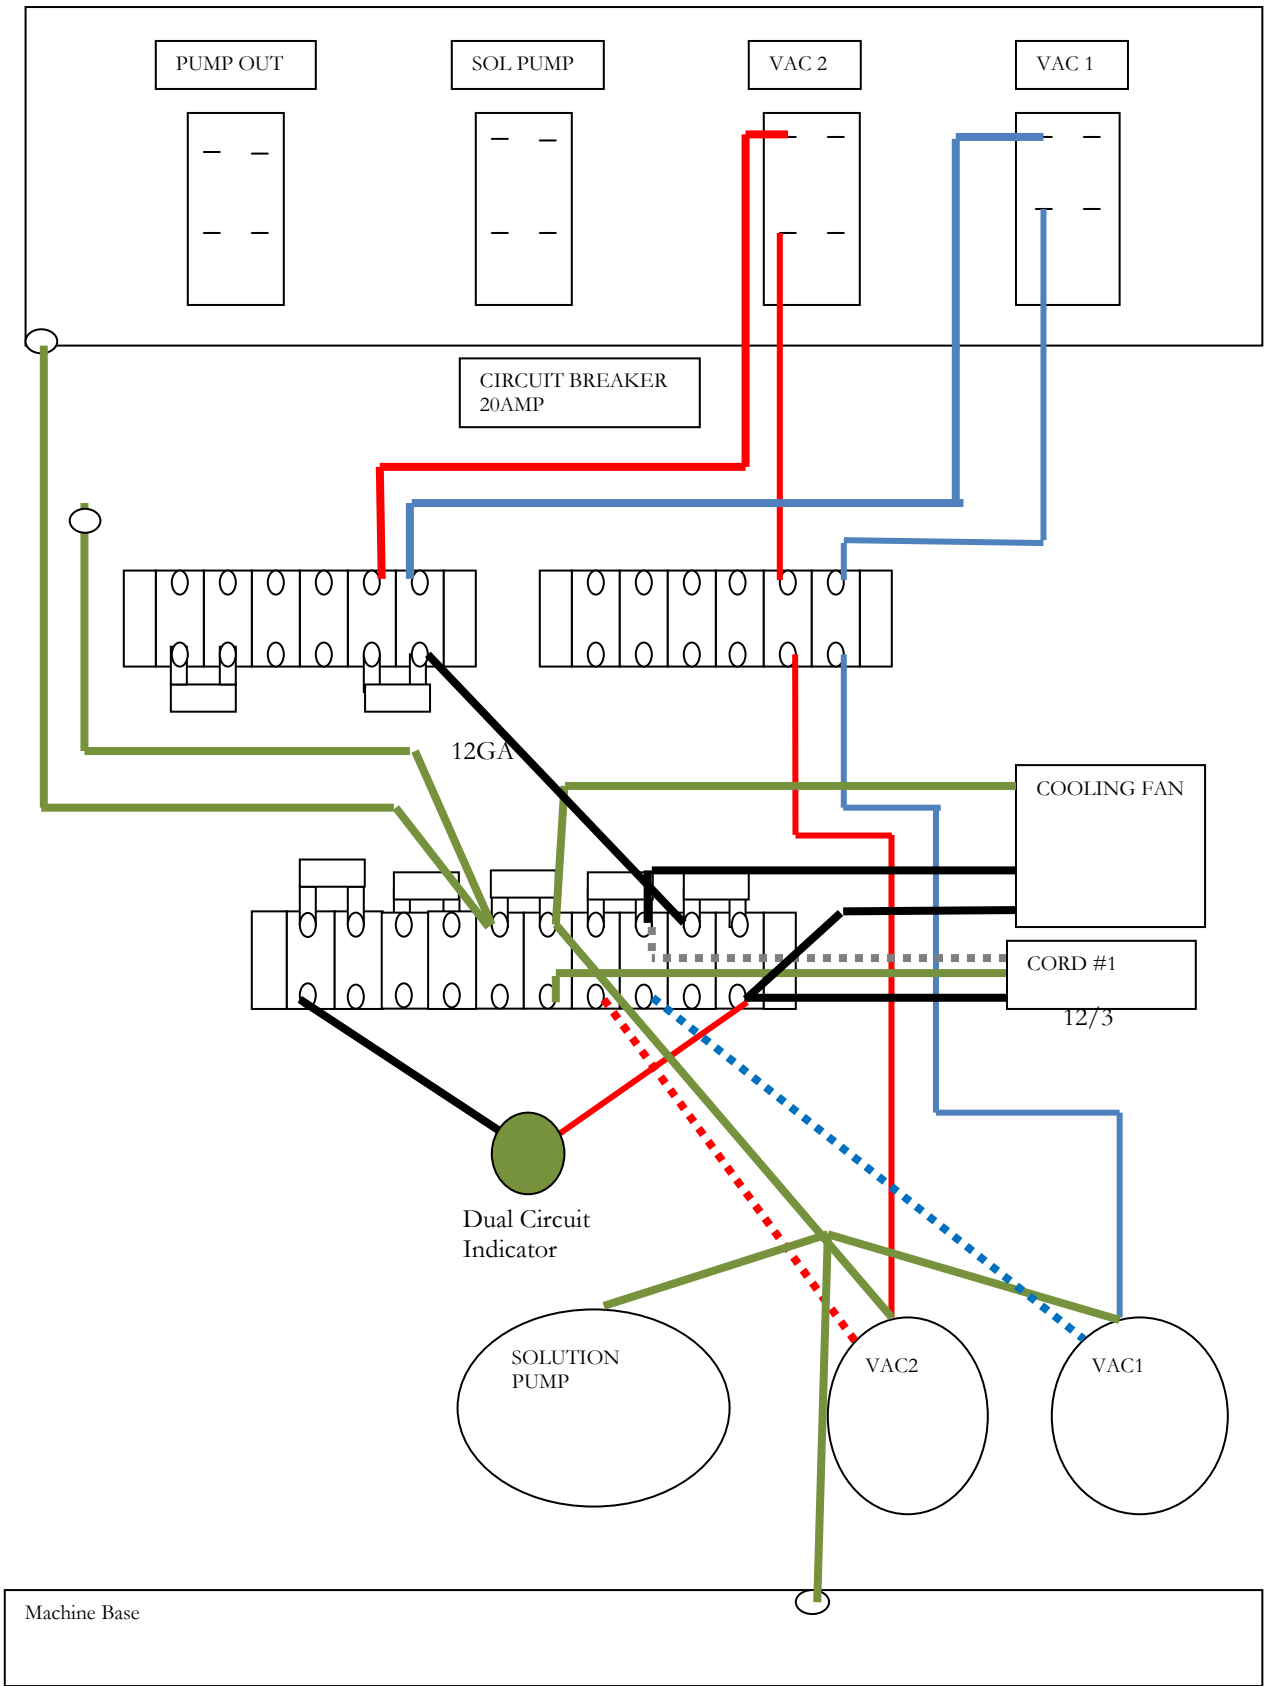 PUMP OUT
SOL PUMP
VAC 2
VAC 1
CIRCUIT BREAKER
20AMP
12GA
COOLING FAN
CORD #1
12/3
Dual Circuit
Indicator
SOLUTION
PUMP
VAC2
VAC1
Machine Base